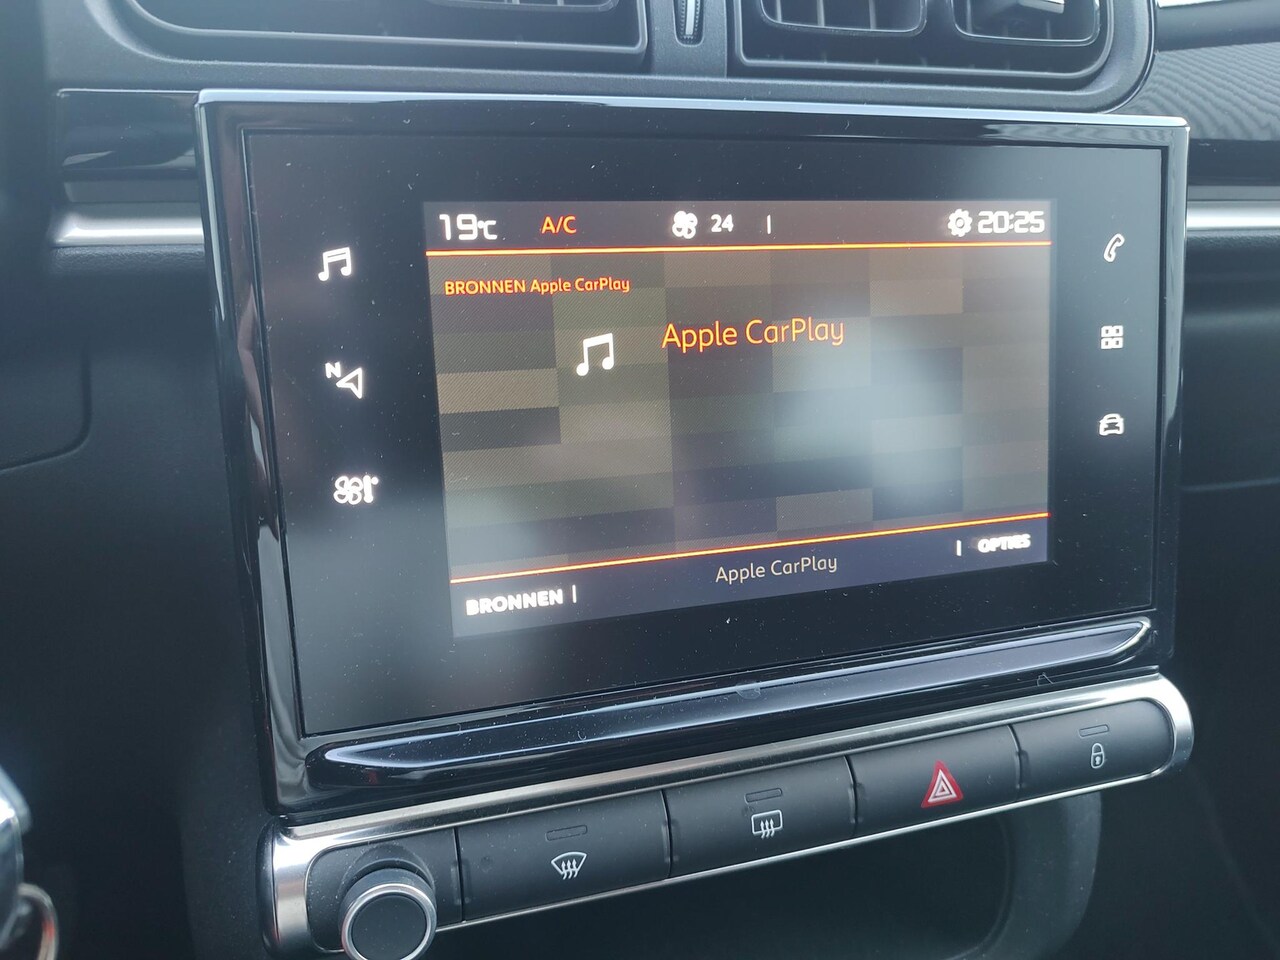 19°C A/C 24 | 20:25
BRONNEN Apple CarPlay
Apple CarPlay
N
BRONNEN | Apple CarPlay | OPTIES